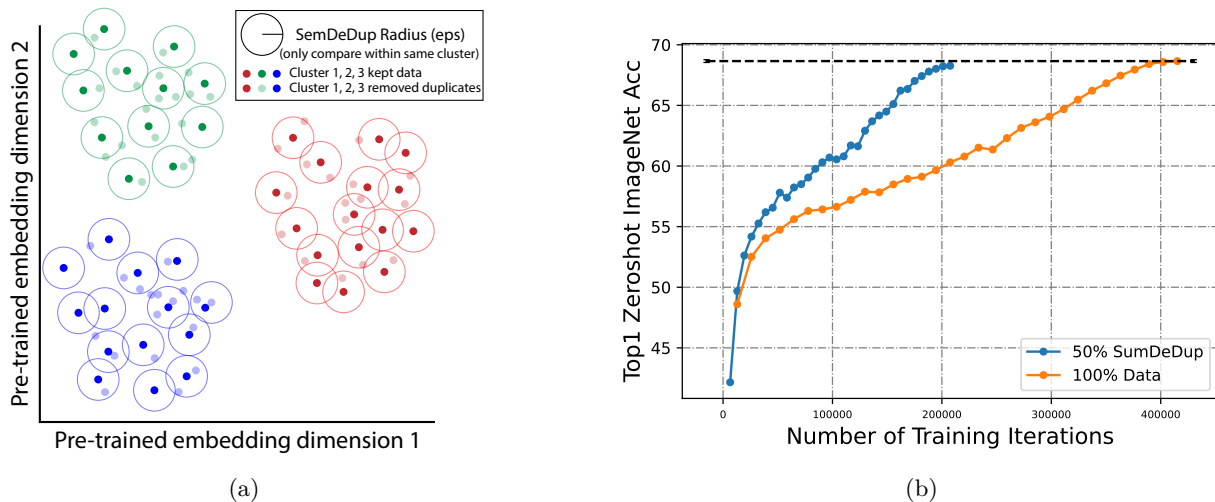 SemDeDup Radius (eps)
(only compare within same cluster)
Cluster 1, 2, 3 kept data
Cluster 1, 2, 3 removed duplicates
Pre-trained embedding dimension 2
Pre-trained embedding dimension 1
(a)
Top1 Zeroshot ImageNet Acc
70
65
60
55
50
45
50% SumDeDup
100% Data
0
100000
200000
300000
400000
Number of Training Iterations
(b)